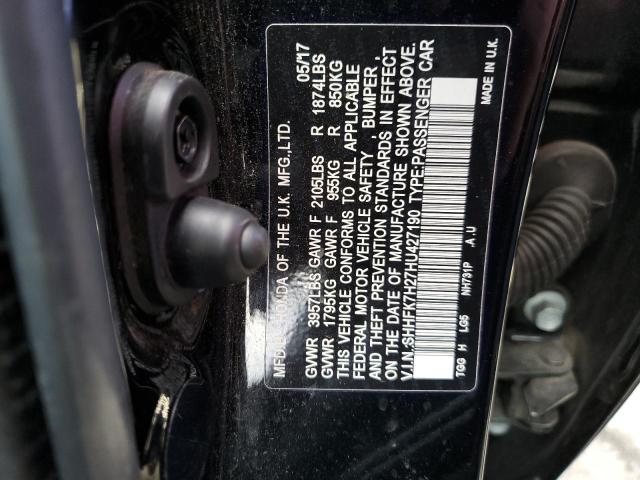 MFD. HONDA OF THE U.K. MFG.,LTD. 05/17
GVWR 3957LBS GAWR F 2105LBS R 1874LBS
GVWR 1795KG GAWR F 955KG R 850KG
THIS VEHICLE CONFORMS TO ALL APPLICABLE
FEDERAL MOTOR VEHICLE SAFETY, BUMPER,
AND THEFT PREVENTION STANDARDS IN EFFECT
ON THE DATE OF MANUFACTURE SHOWN ABOVE.
V.I.N.:SHHFK7H27HU427190 TYPE:PASSENGER CAR
TGG H LG5 NH731P .A.U MADE IN U.K.